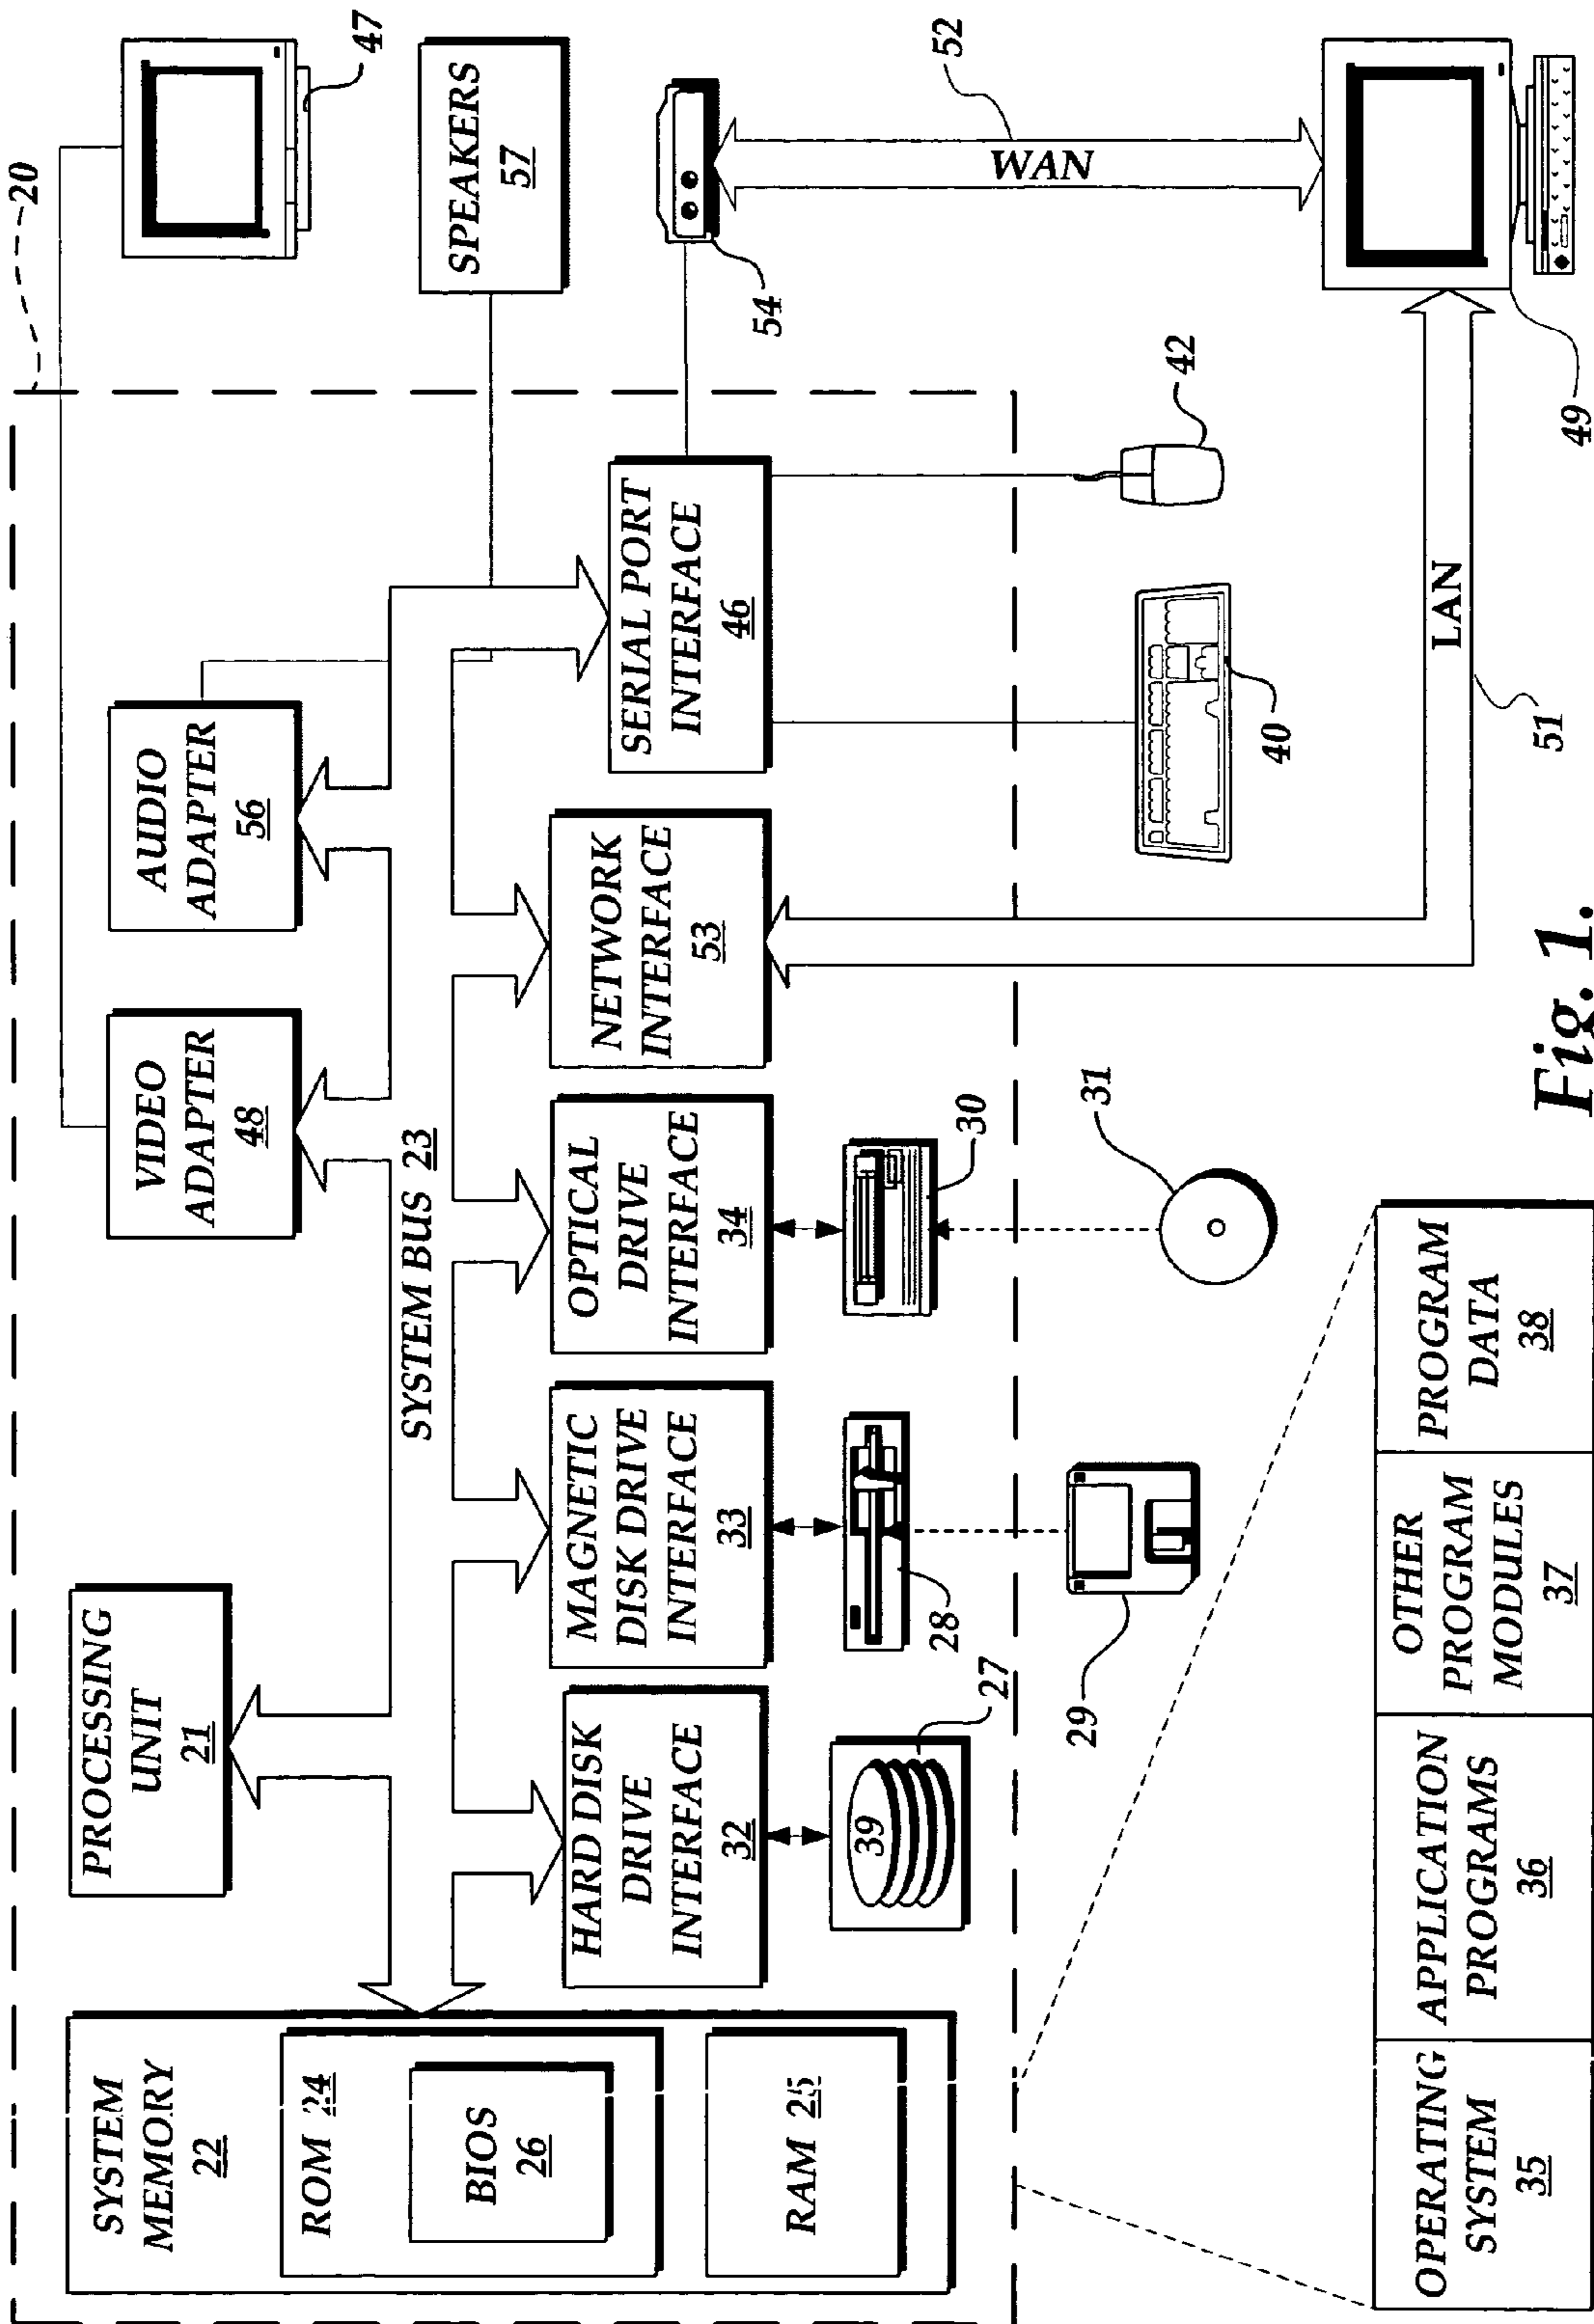 20
SYSTEM
MEMORY
22
ROM 24
BIOS
26
RAM 25
PROCESSING
UNIT
21
VIDEO
ADAPTER
48
AUDIO
ADAPTER
56
47
SPEAKERS
57
SYSTEM BUS 23
HARD DISK
DRIVE
INTERFACE
32
MAGNETIC
DISK DRIVE
INTERFACE
33
OPTICAL
DRIVE
INTERFACE
34
NETWORK
INTERFACE
53
SERIAL PORT
INTERFACE
46
54
52
WAN
39
27
28
30
29
31
40
42
LAN
51
49
OPERATING
SYSTEM
35
APPLICATION
PROGRAMS
36
OTHER
PROGRAM
MODULES
37
PROGRAM
DATA
38
Fig. 1.